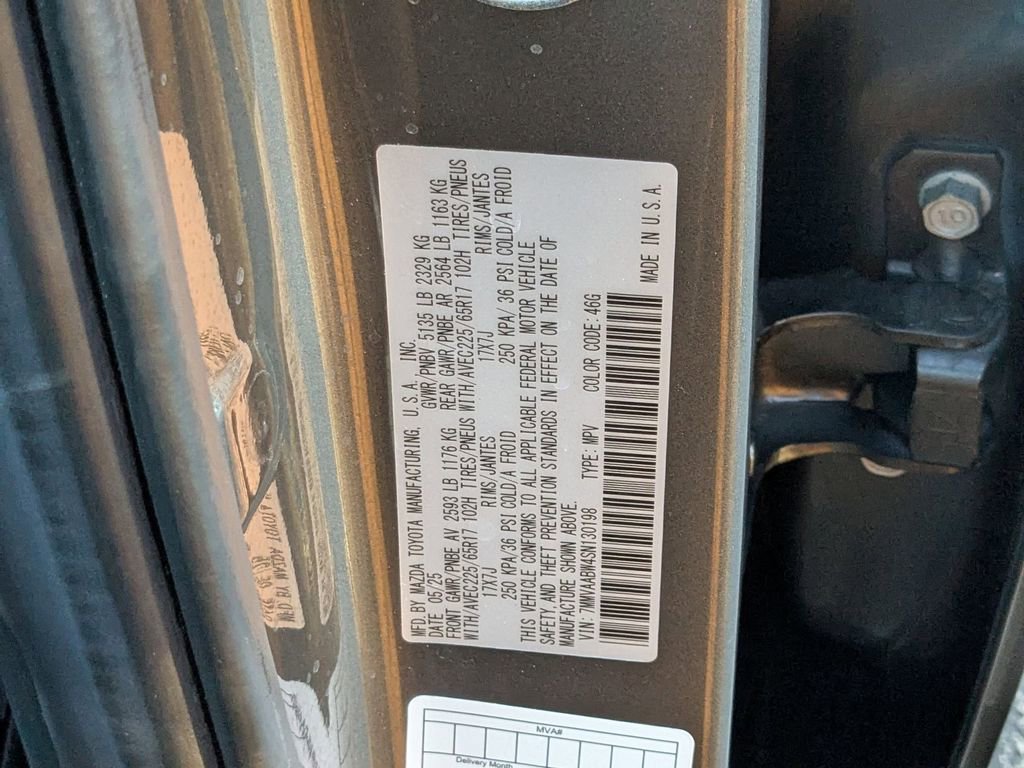 MFD. BY MAZDA TOYOTA MANUFACTURING, U. S. A., INC.
DATE 05/25 GVWR/PNBV 5135 LB 2329 KG
FRONT GAWR/PNBE AV 2593 LB 1176 KG REAR GAWR/PNBE AR 2564 LB 1163 KG
WITH/AVEC225/65R17 102H TIRES/PNEUS WITH/AVEC225/65R17 102H TIRES/PNEUS
17X7J RIMS/JANTES 17X7J RIMS/JANTES
250 KPA/36 PSI COLD/A FROID 250 KPA/ 36 PSI COLD/A FROID
THIS VEHICLE CONFORMS TO ALL APPLICABLE FEDERAL MOTOR VEHICLE
SAFETY, AND THEFT PREVENTION STANDARDS IN EFFECT ON THE DATE OF
MANUFACTURE SHOWN ABOVE.
VIN: 7MMVAABW4SN130198 TYPE: MPV COLOR CODE: 46G
MADE IN U. S. A.
MVA#
Delivery Month
10